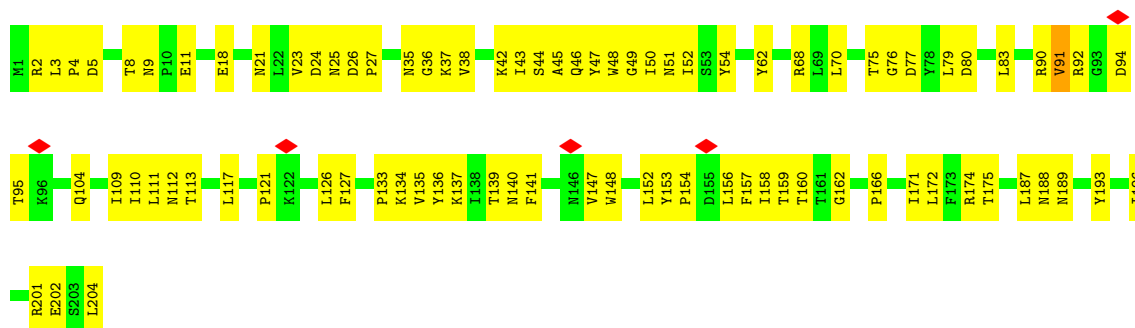 M1 R2 L3 P4 D5 T8 N9 P10 E11 E18 N21 L22 V23 D24 N25 D26 P27 N35 G36 K37 V38 K42 I43 S44 A45 Q46 Y47 W48 G49 I50 N51 I52 S53 Y54 Y62 R68 L69 L70 T75 G76 D77 Y78 L79 D80 L83 R90 V91 R92 G93 D94
T95 K96 Q104 I109 I110 L111 N112 T113 L117 P121 K122 L126 F127 P133 K134 V135 Y136 K137 I138 T139 N140 F141 N146 V147 W148 L152 Y153 P154 D155 L156 F157 I158 T159 T160 T161 G162 P166 I171 L172 F173 R174 T175 L187 N188 N189 Y193
R201 E202 S203 L204